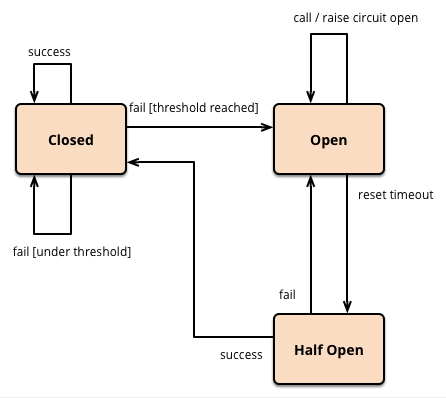 call / raise circuit open
success
fail [threshold reached]
Closed
Open
reset timeout
fail [under threshold]
fail
success
Half Open